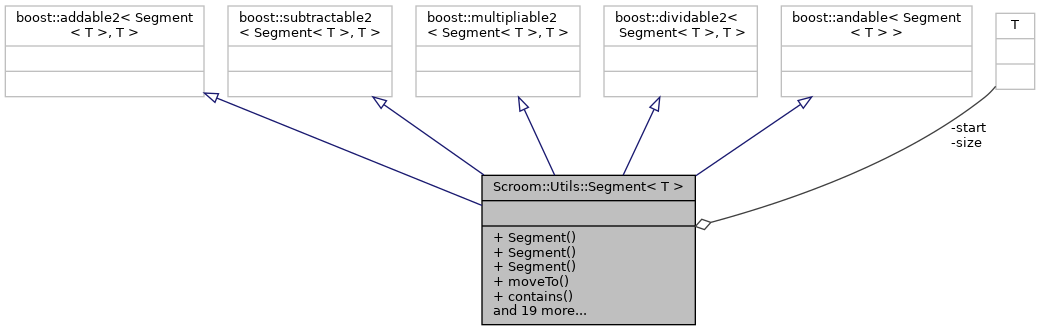 boost::addable2< Segment
< T >, T >
boost::subtractable2
< Segment< T >, T >
boost::multipliable2
< Segment< T >, T >
boost::dividable2<
Segment< T >, T >
boost::andable< Segment
< T > >
T
-start
-size
Scroom::Utils::Segment< T >
+ Segment()
+ Segment()
+ Segment()
+ moveTo()
+ contains()
and 19 more...